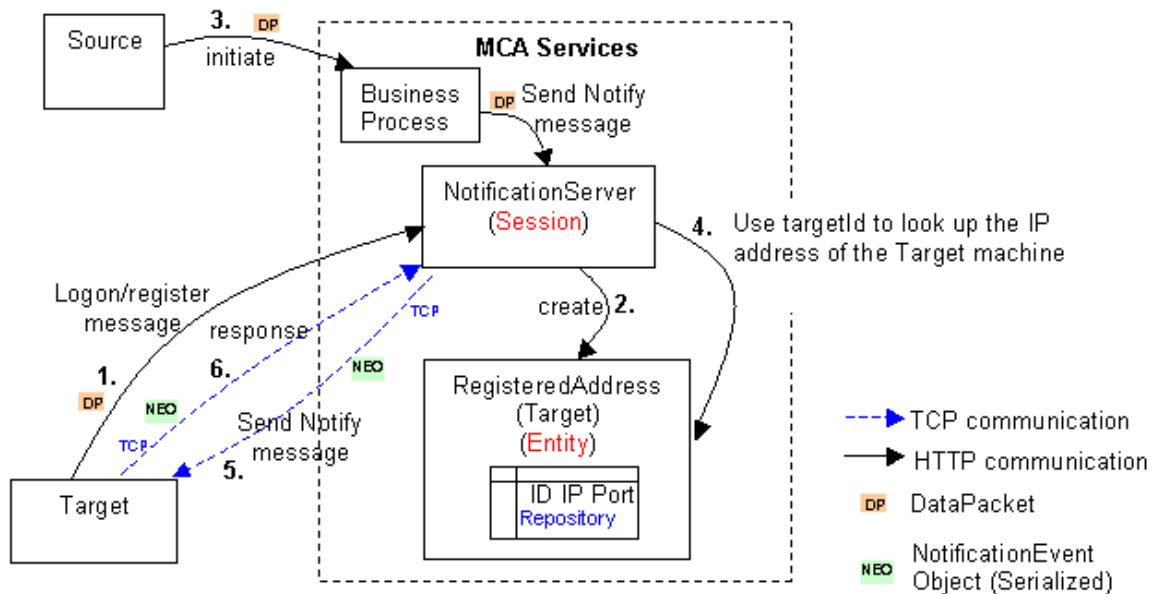 3.
DP
Source
initiate
MCA Services
Business
Process
DP
Send Notify
message
NotificationServer
(Session)
4.
Use targetId to look up the IP
address of the Target machine
Logon/register
message
TCP
response
create
2.
1.
6.
NEO
DP
NEO
RegisteredAddress
(Target)
(Entity)
Send Notify
message
TCP
5.
ID IP Port
Repository
Target
TCP communication
HTTP communication
DP
DataPacket
NEO
NotificationEvent
Object (Serialized)